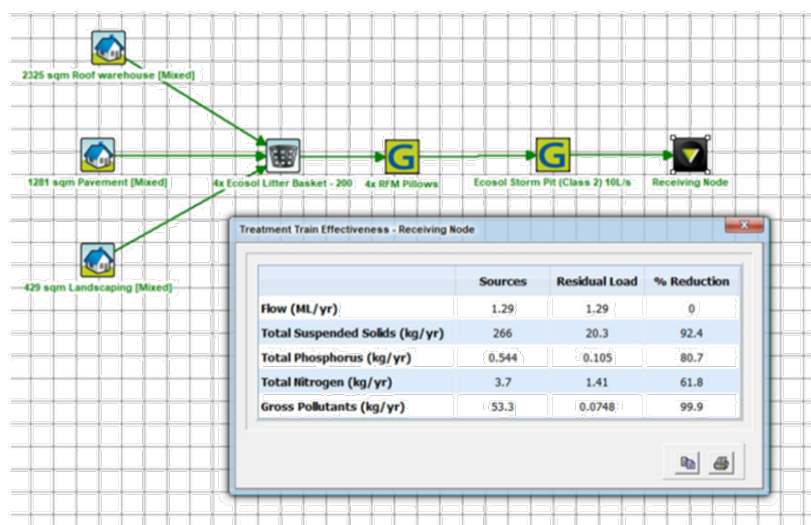 2325 sqm Roof warehouse [Mixed]
1281 sqm Pavement [Mixed]
4x Ecosol Litter Basket - 200
G
4x RFM Pillows
G
Ecosol Storm Pit (Class 2) 10L/s
Receiving Node
429 sqm Landscaping [Mixed]
Treatment Train Effectiveness - Receiving Node
Sources Residual Load % Reduction
Flow (ML/yr) 1.29 1.29 0
Total Suspended Solids (kg/yr) 266 20.3 92.4
Total Phosphorus (kg/yr) 0.544 0.105 80.7
Total Nitrogen (kg/yr) 3.7 1.41 61.8
Gross Pollutants (kg/yr) 53.3 0.0748 99.9